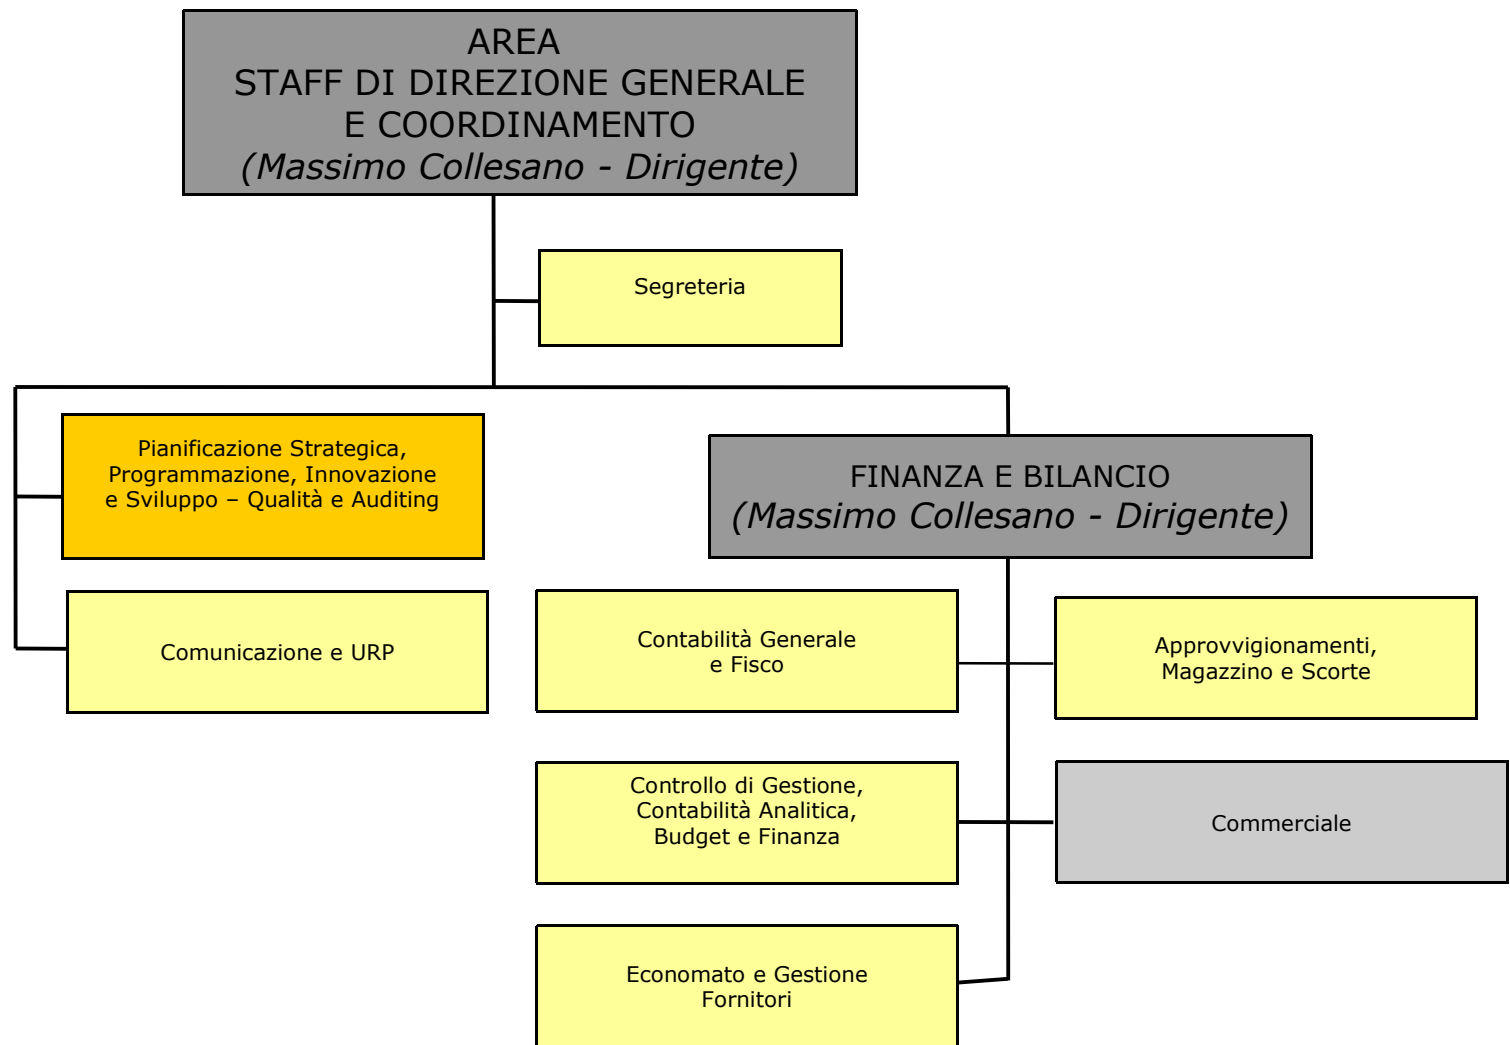 AREA
STAFF DI DIREZIONE GENERALE
E COORDINAMENTO
(Massimo Collesano - Dirigente)
Segreteria
Pianificazione Strategica,
Programmazione, Innovazione
e Sviluppo – Qualità e Auditing
FINANZA E BILANCIO
(Massimo Collesano - Dirigente)
Comunicazione e URP
Contabilità Generale
e Fisco
Approvvigionamenti,
Magazzino e Scorte
Controllo di Gestione,
Contabilità Analitica,
Budget e Finanza
Commerciale
Economato e Gestione
Fornitori